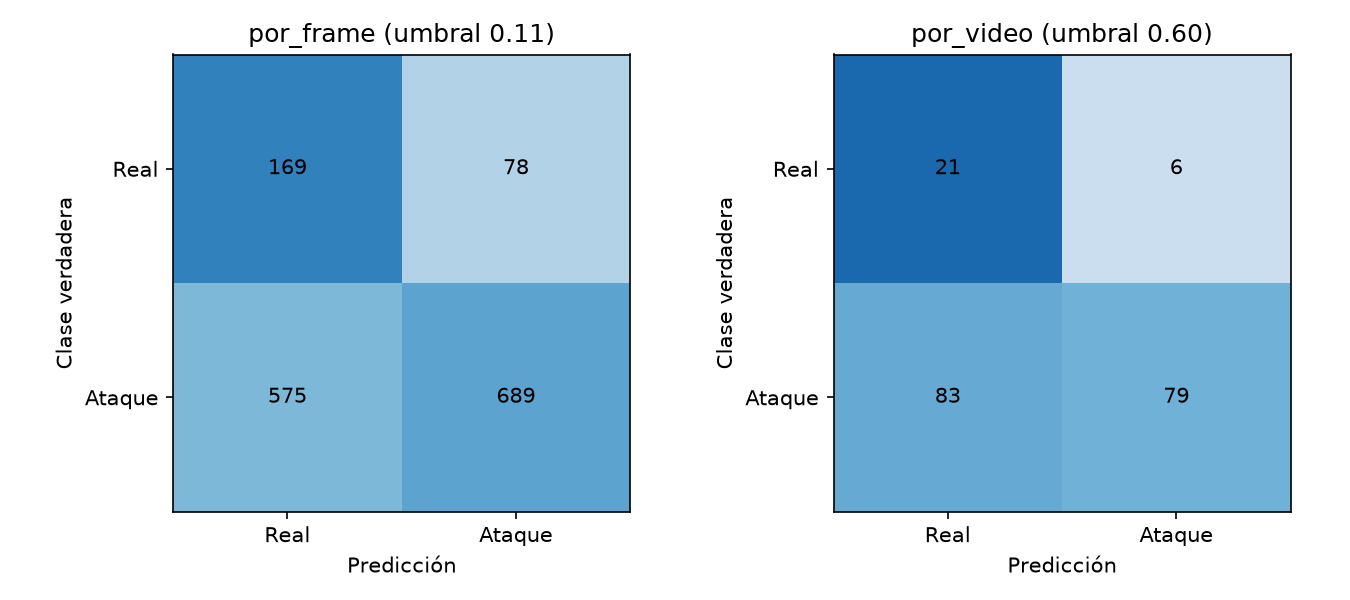 por_frame (umbral 0.11)
Clase verdadera
Real
169
78
Ataque
575
689
Real
Ataque
Predicción
por_video (umbral 0.60)
Clase verdadera
Real
21
6
Ataque
83
79
Real
Ataque
Predicción